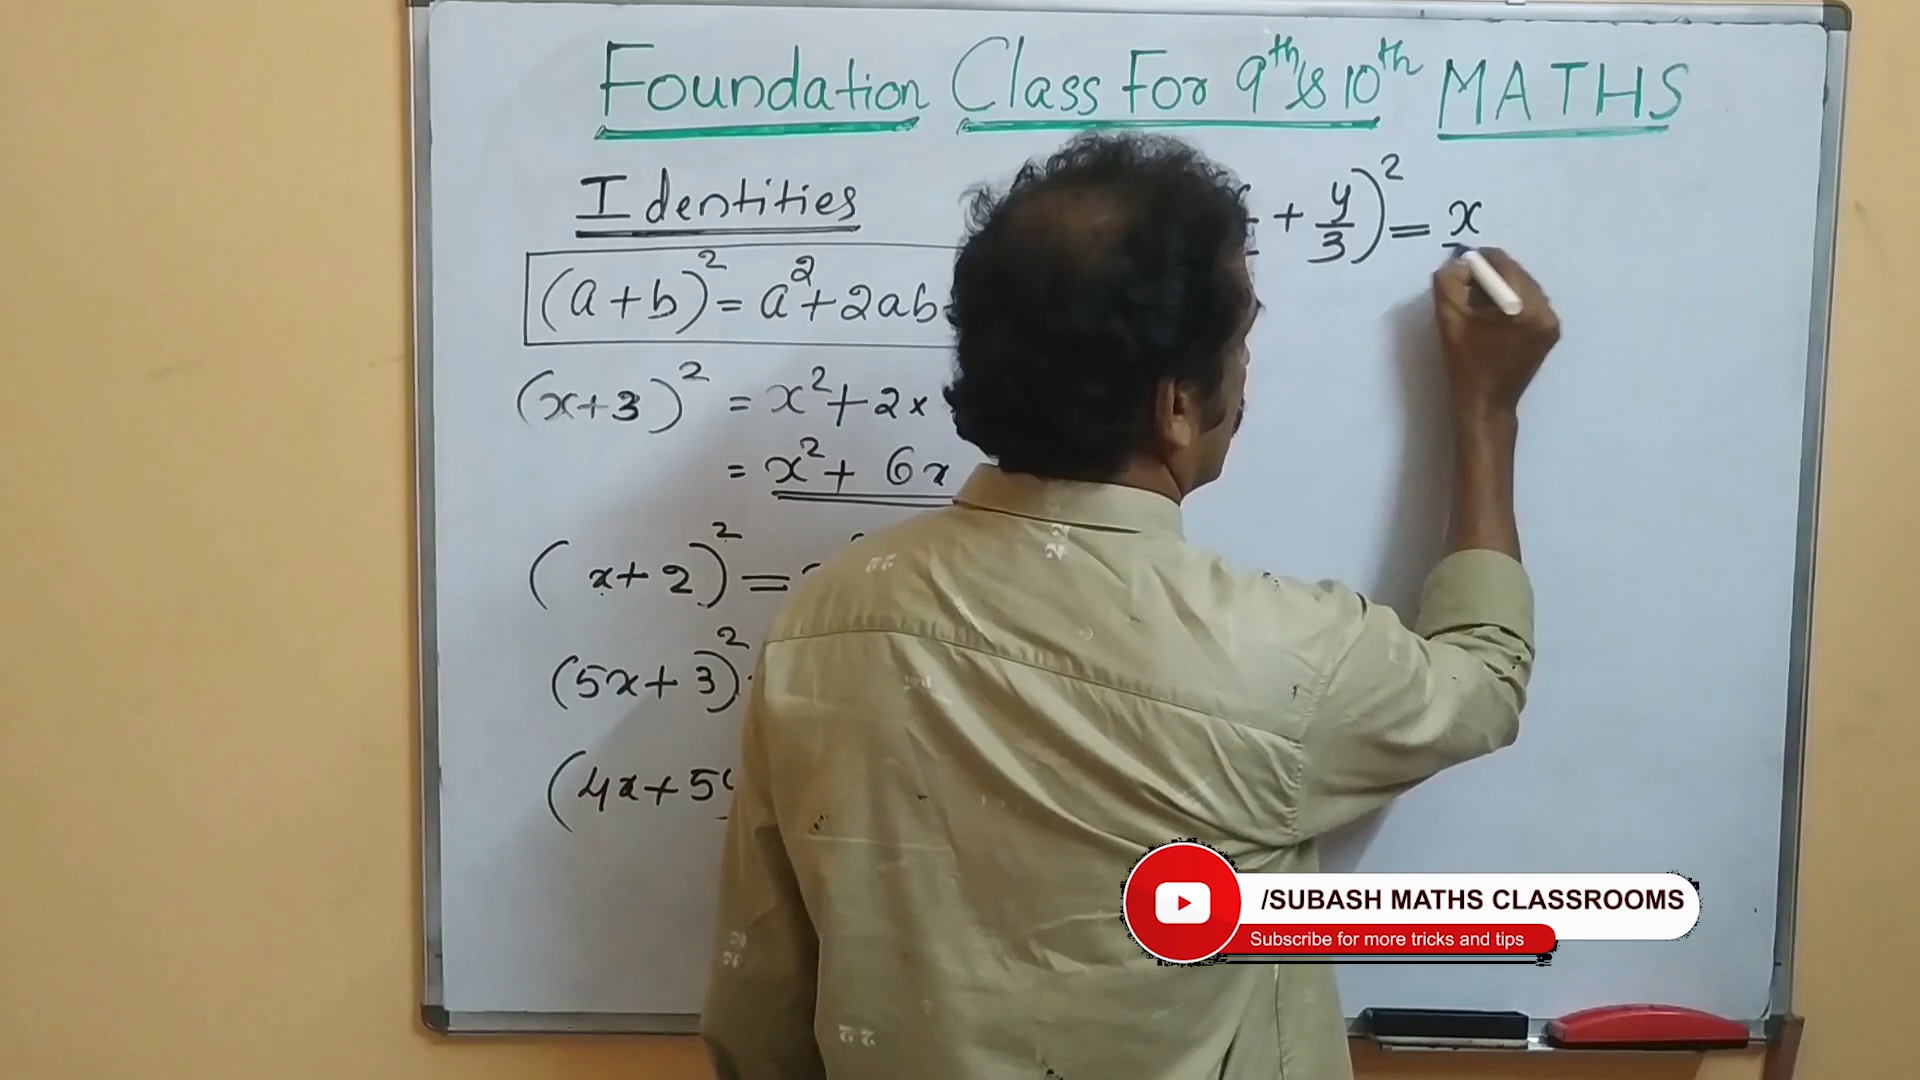 Foundation Class For 9th & 10th MATHS
Identities
(a+b)² = a² + 2ab
(x+3)² = x² + 2×
= x² + 6x
(x+2)² =
(5x+3)²
(4x+5
+ y/3)² = x
/SUBASH MATHS CLASSROOMS
Subscribe for more tricks and tips